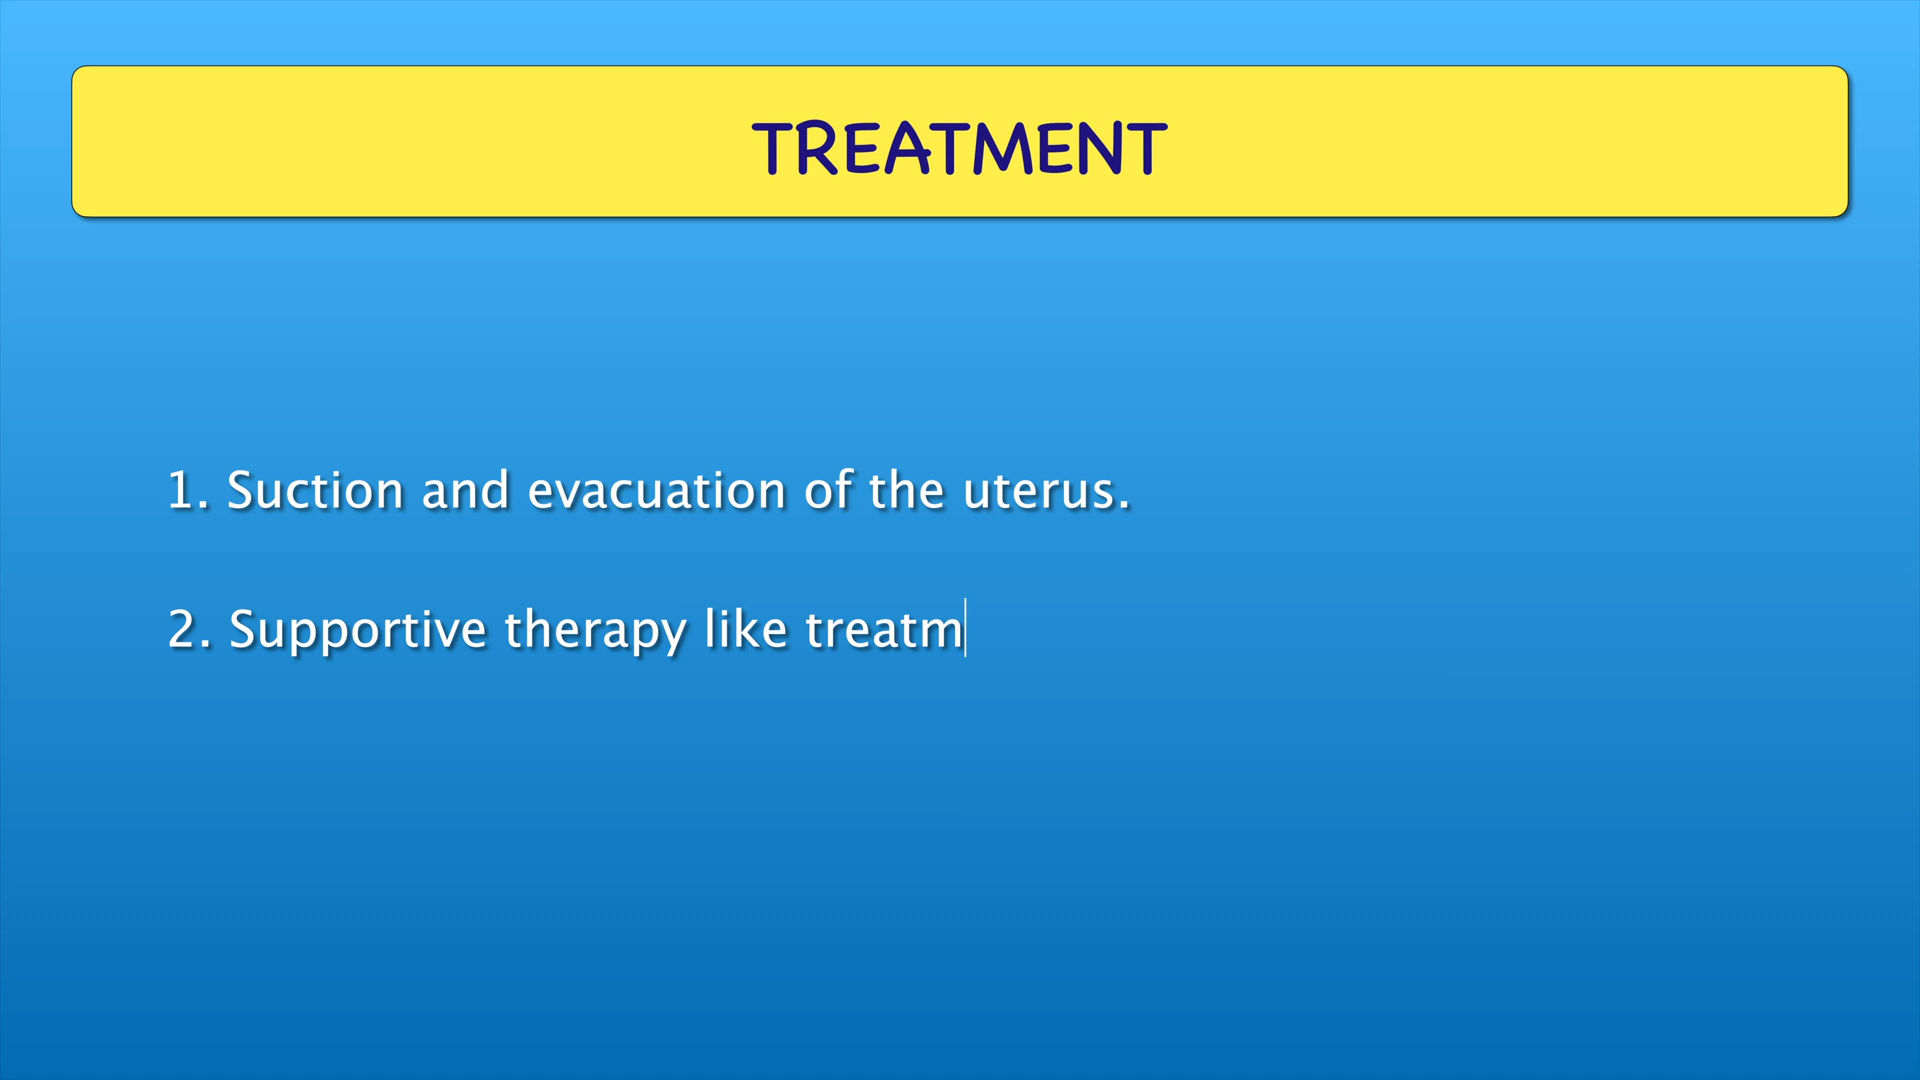 TREATMENT
1. Suction and evacuation of the uterus.
2. Supportive therapy like treatm